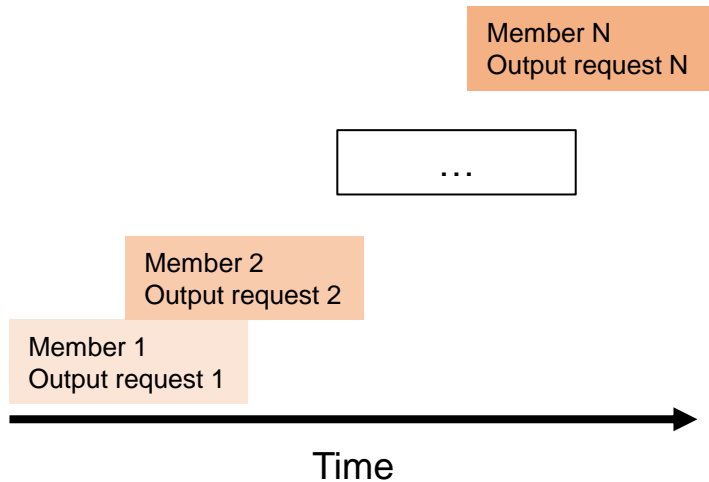 Member N
Output request N
...
Member 2
Output request 2
Member 1
Output request 1
Time